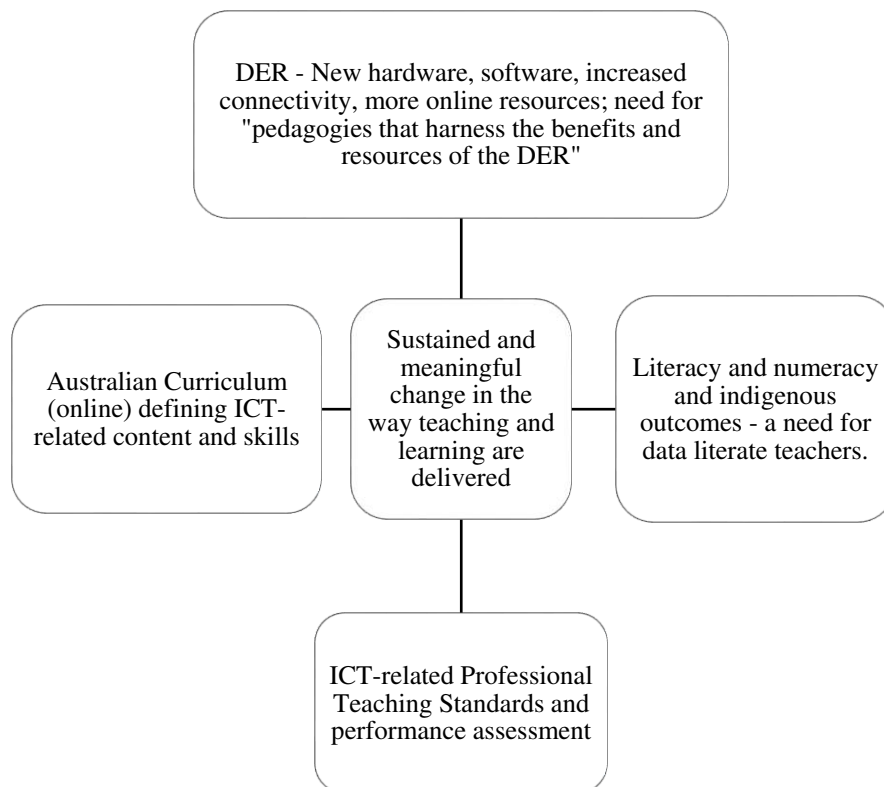 DER - New hardware, software, increased
connectivity, more online resources; need for
"pedagogies that harness the benefits and
resources of the DER"
Australian Curriculum
(online) defining ICT-
related content and skills
Sustained and
meaningful
change in the
way teaching and
learning are
delivered
Literacy and numeracy
and indigenous
outcomes - a need for
data literate teachers.
ICT-related Professional
Teaching Standards and
performance assessment